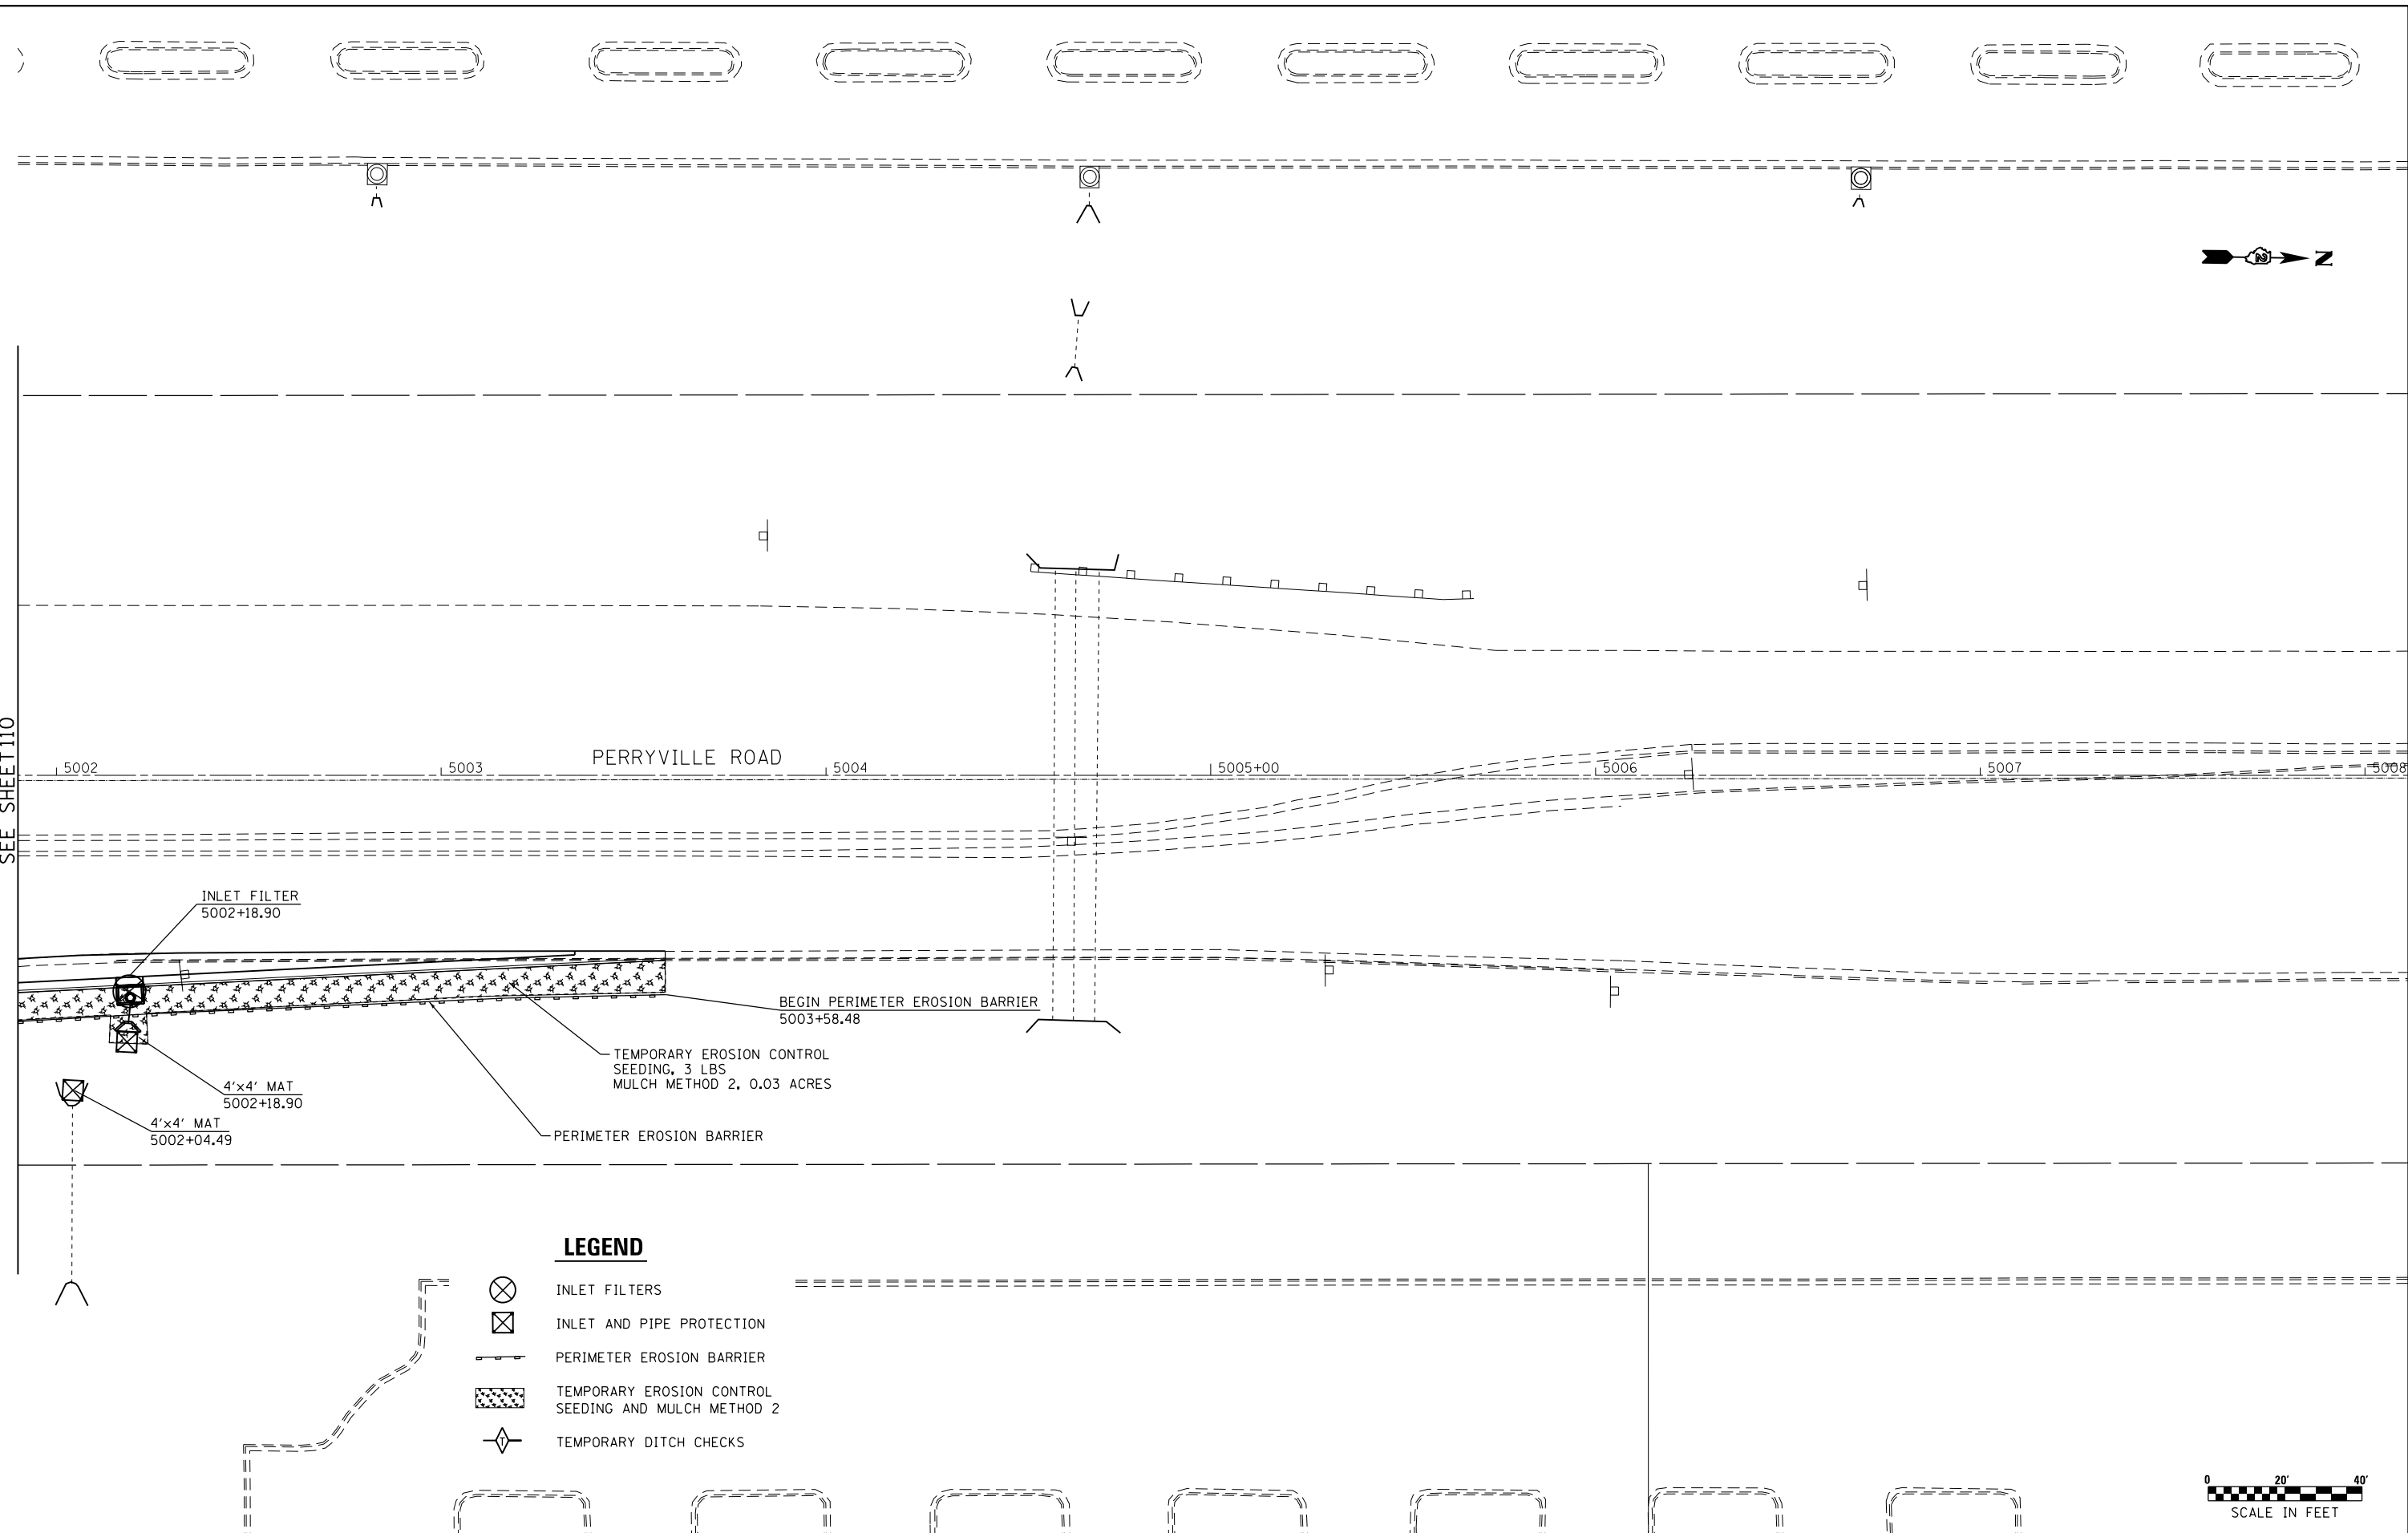 N
SEE SHEET110
PERRYVILLE ROAD
5002
5003
5004
5005+00
5006
5007
5008
INLET FILTER
5002+18.90
BEGIN PERIMETER EROSION BARRIER
5003+58.48
TEMPORARY EROSION CONTROL
SEEDING, 3 LBS
MULCH METHOD 2, 0.03 ACRES
4'x4' MAT
5002+18.90
4'x4' MAT
5002+04.49
PERIMETER EROSION BARRIER
LEGEND
INLET FILTERS
INLET AND PIPE PROTECTION
PERIMETER EROSION BARRIER
TEMPORARY EROSION CONTROL
SEEDING AND MULCH METHOD 2
T
TEMPORARY DITCH CHECKS
0 20' 40'
SCALE IN FEET